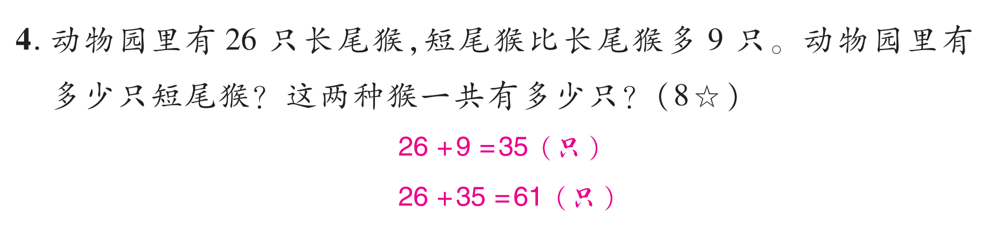 4. 动物园里有 26 只长尾猴,短尾猴比长尾猴多 9 只。动物园里有
多少只短尾猴? 这两种猴一共有多少只? (8☆)
26 + 9 = 35 (只)
26 + 35 = 61 (只)